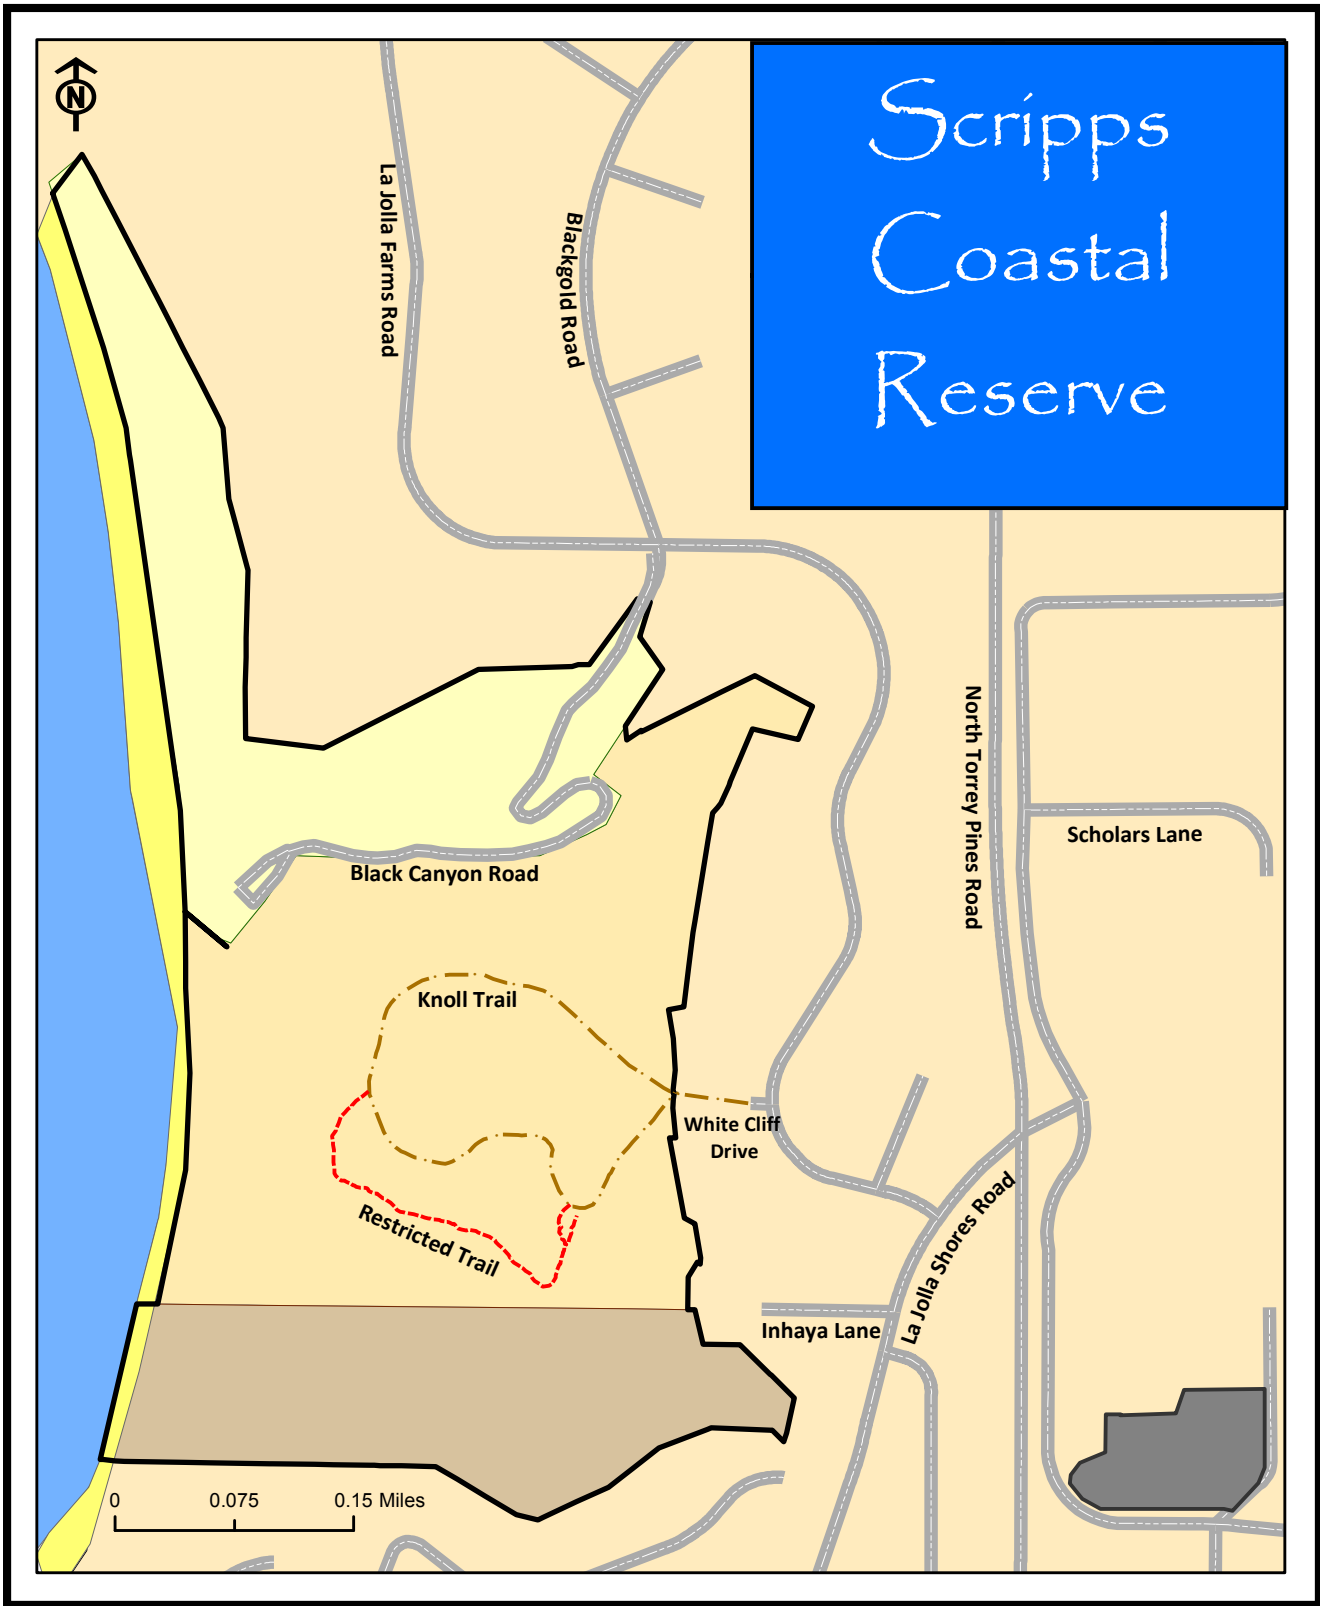 N
Scripps
Coastal
Reserve
La Jolla Farms Road
Blackgold Road
North Torrey Pines Road
Scholars Lane
Black Canyon Road
Knoll Trail
White Cliff
Drive
Restricted Trail
La Jolla Shores Road
Inhaya Lane
0 0.075 0.15 Miles